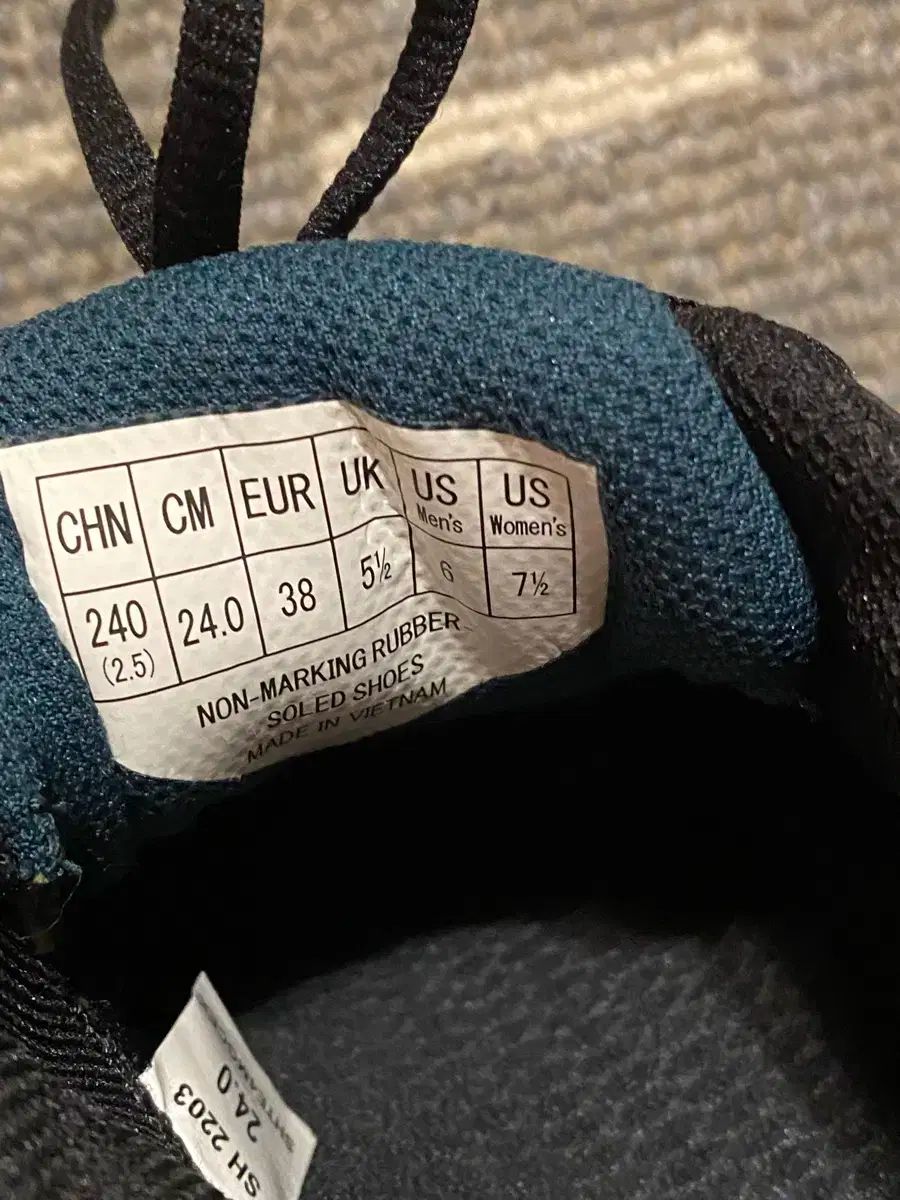 CHN CM EUR UK US Men's US Women's
240 (2.5) 24.0 38 5½ 6 7½
NON-MARKING RUBBER
SOLED SHOES
MADE IN VIETNAM
SH 2203
24.0